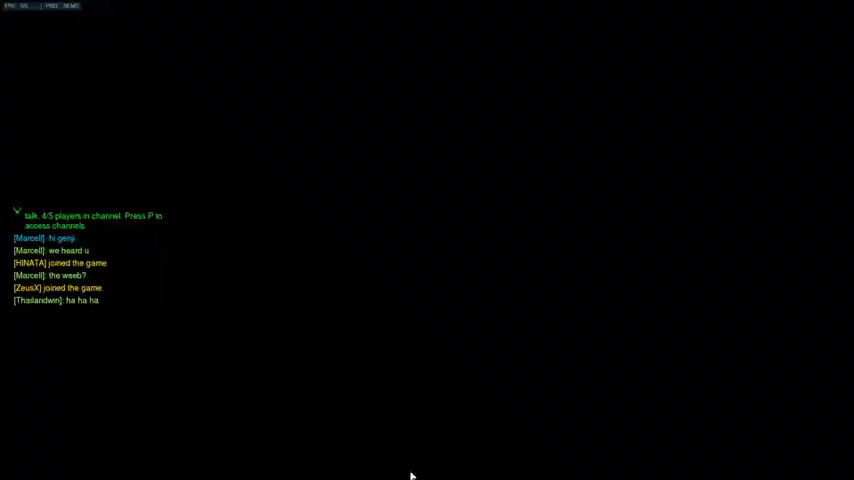 talk. 4/5 players in channel. Press P to
access channels.
[Marcell]: hi genji
[Marcell]: we heard u
[HINATA] joined the game.
[Marcell]: the weeb?
[ZeusX] joined the game.
[Thailandwin]: ha ha ha